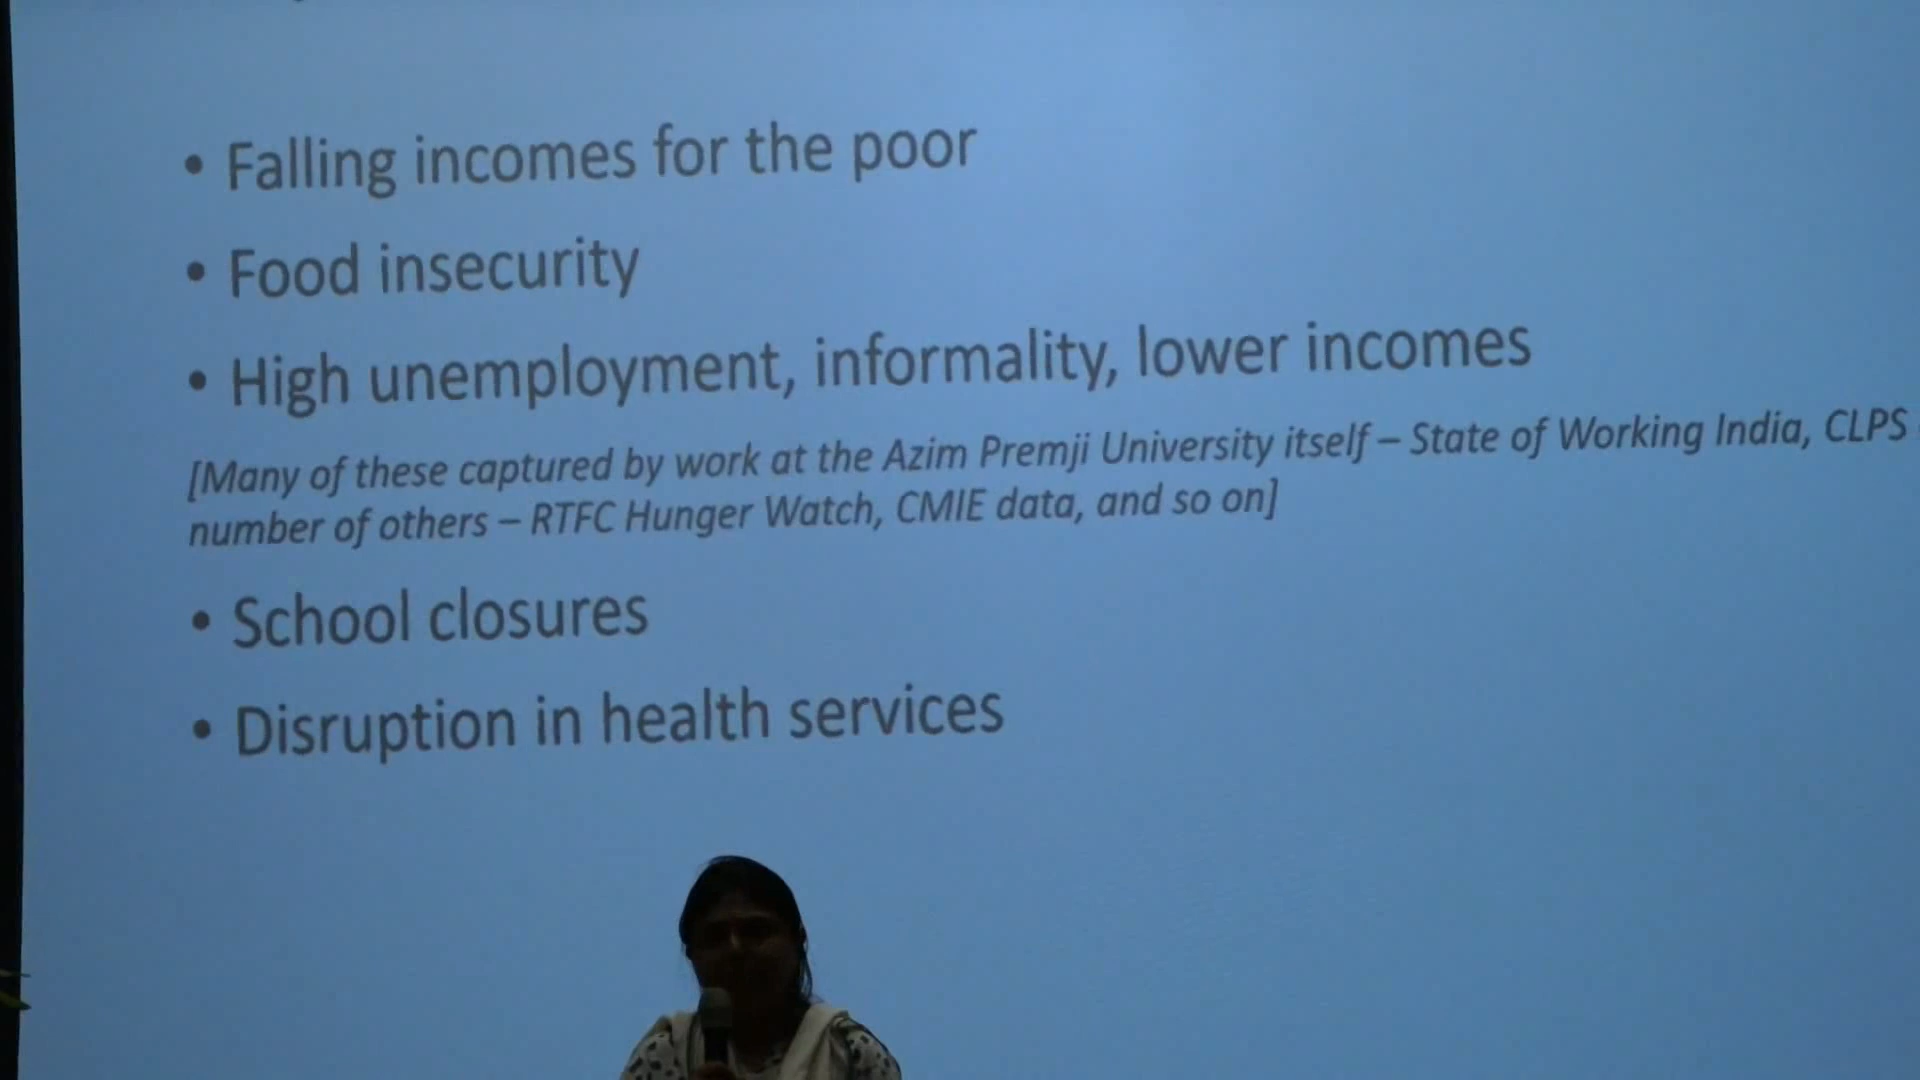 • Falling incomes for the poor
• Food insecurity
• High unemployment, informality, lower incomes
[Many of these captured by work at the Azim Premji University itself – State of Working India, CLPS
number of others – RTFC Hunger Watch, CMIE data, and so on]
• School closures
• Disruption in health services